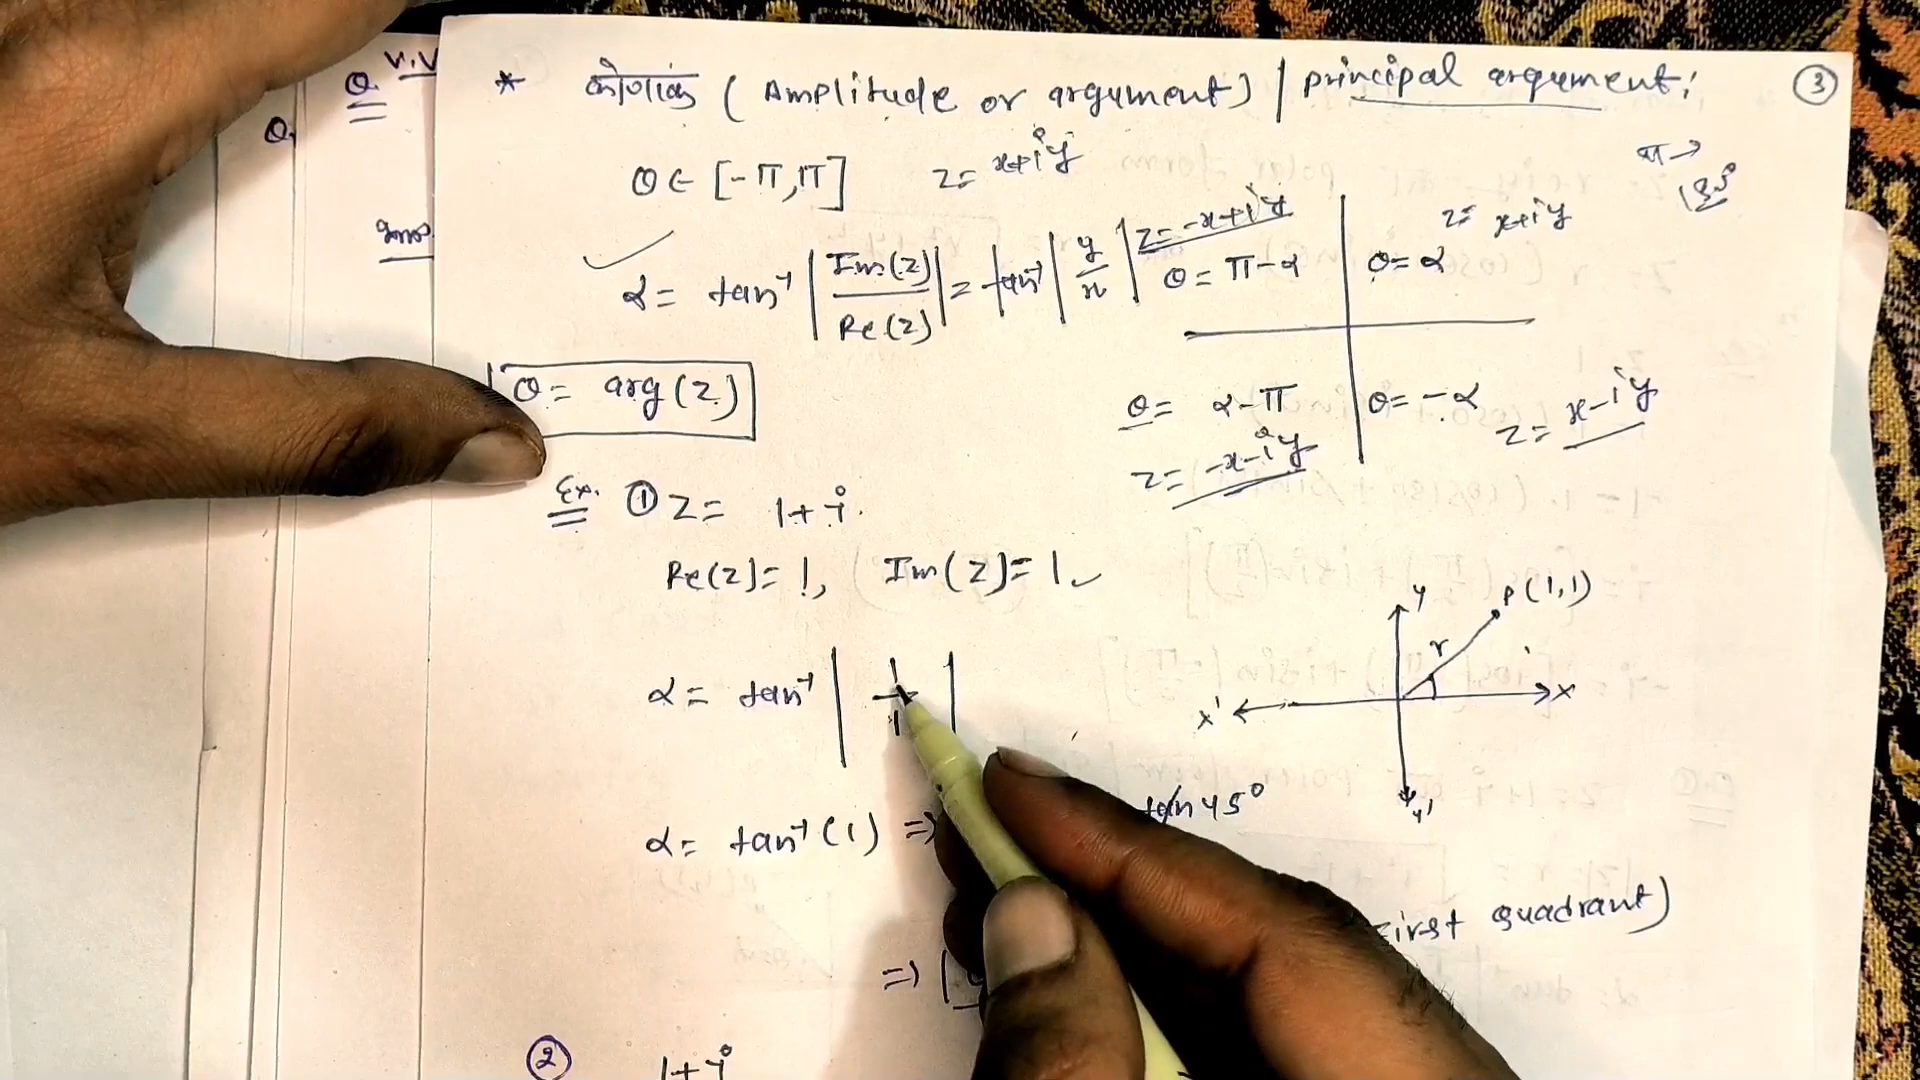 Q. V.V
* कोणांक (Amplitude or argument) | principal argument: ③
Q.
θ ∈ [-π, π] z = x+iy π →
z = -x+iy z = x+iy
α = tan⁻¹ |Im(z)/Re(z)| = tan⁻¹ |y/x| θ = π-α θ = α
θ = arg(z)
θ = α-π θ = -α
z = -x-iy z = x-iy
Ex. ① z = 1+i.
Re(z) = 1, Im(z) = 1
y P(1,1)
r
α = tan⁻¹ |1/1| x' x
y'
tan 45°
α = tan⁻¹(1) =>
First quadrant)
=>
② 1+i